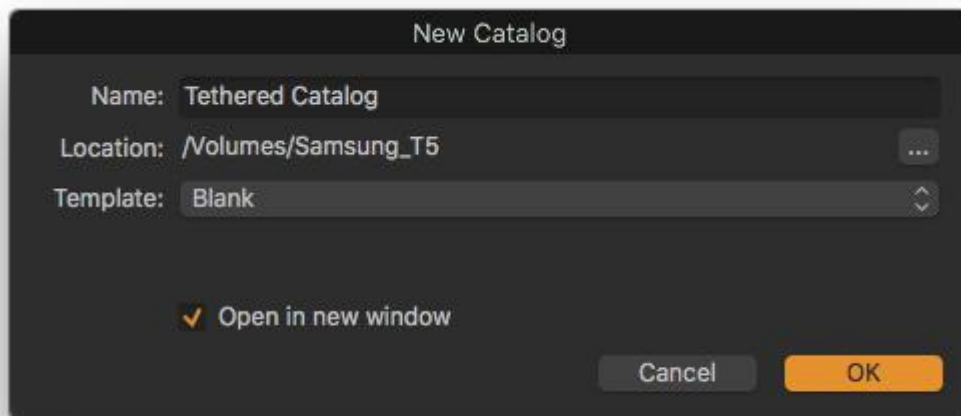 New Catalog
Name: Tethered Catalog
Location: /Volumes/Samsung_T5 ...
Template: Blank
Open in new window
Cancel OK